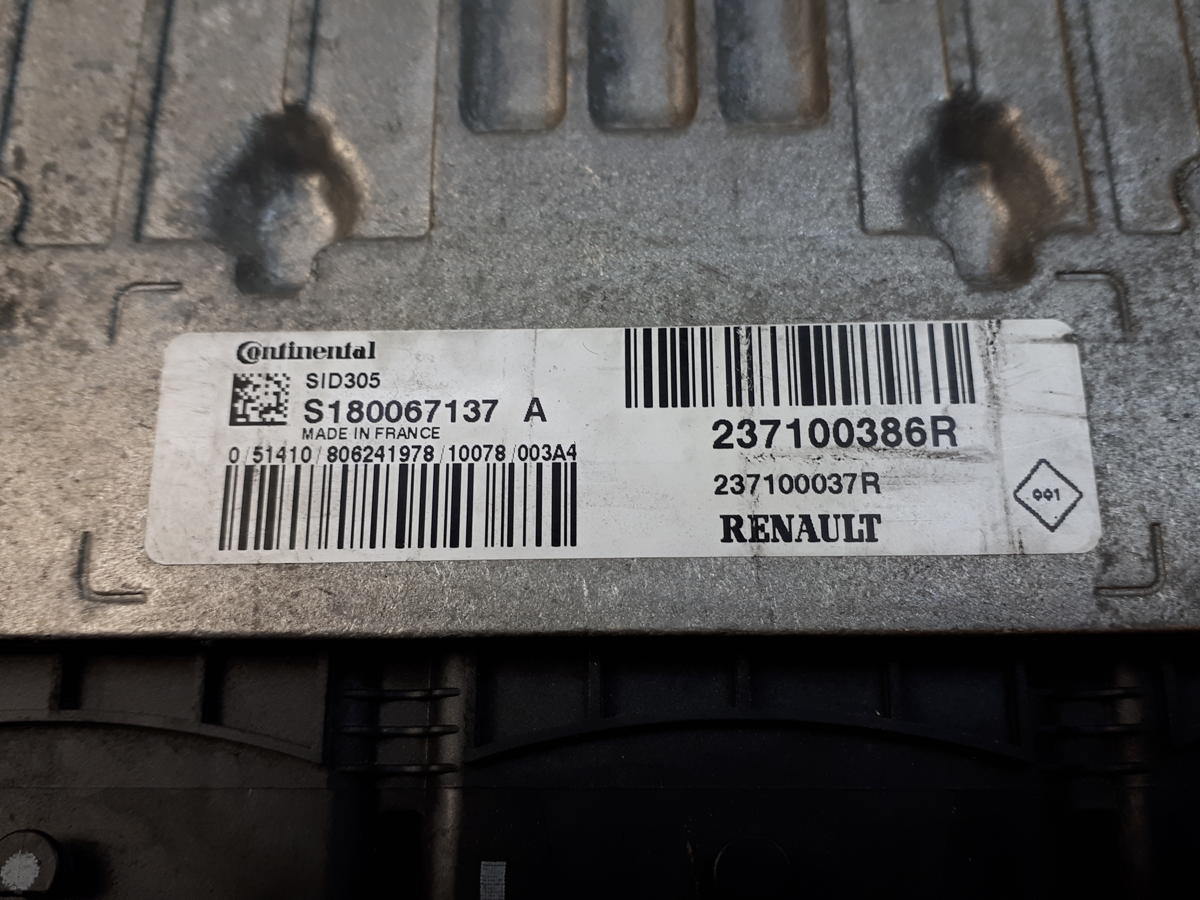 Continental
SID305
S180067137 A
MADE IN FRANCE
0/51410/806241978/10078/003A4
237100386R
237100037R
RENAULT
001